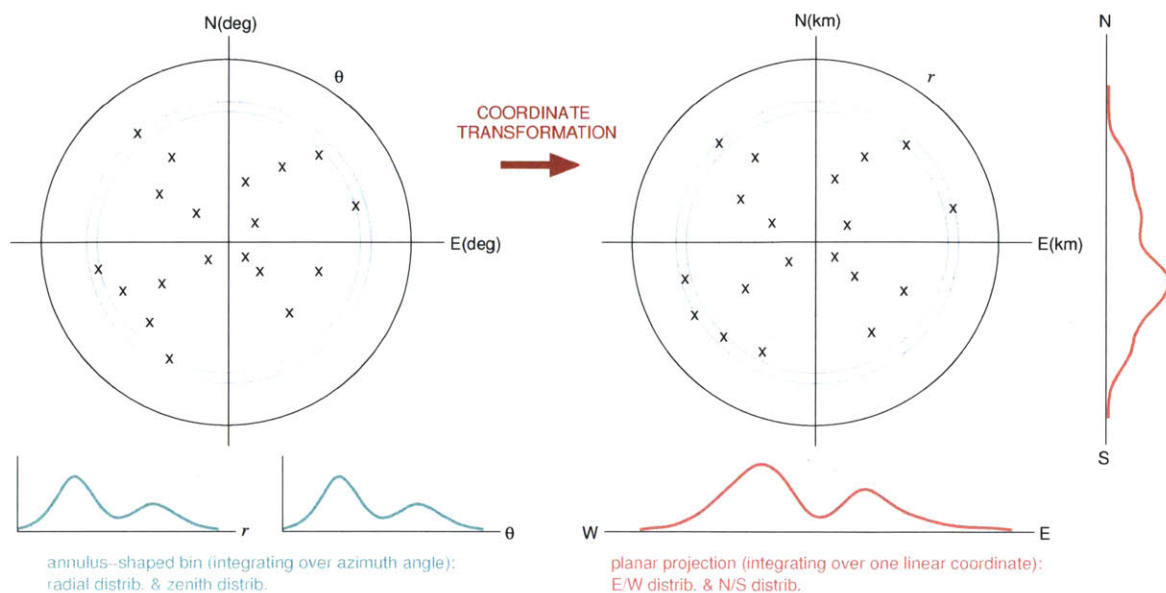 N(deg)
θ
E(deg)
COORDINATE
TRANSFORMATION
N(km)
r
E(km)
N
S
r
θ
W
E
annulus--shaped bin (integrating over azimuth angle):
radial distrib. & zenith distrib.
planar projection (integrating over one linear coordinate):
E/W distrib. & N/S distrib.